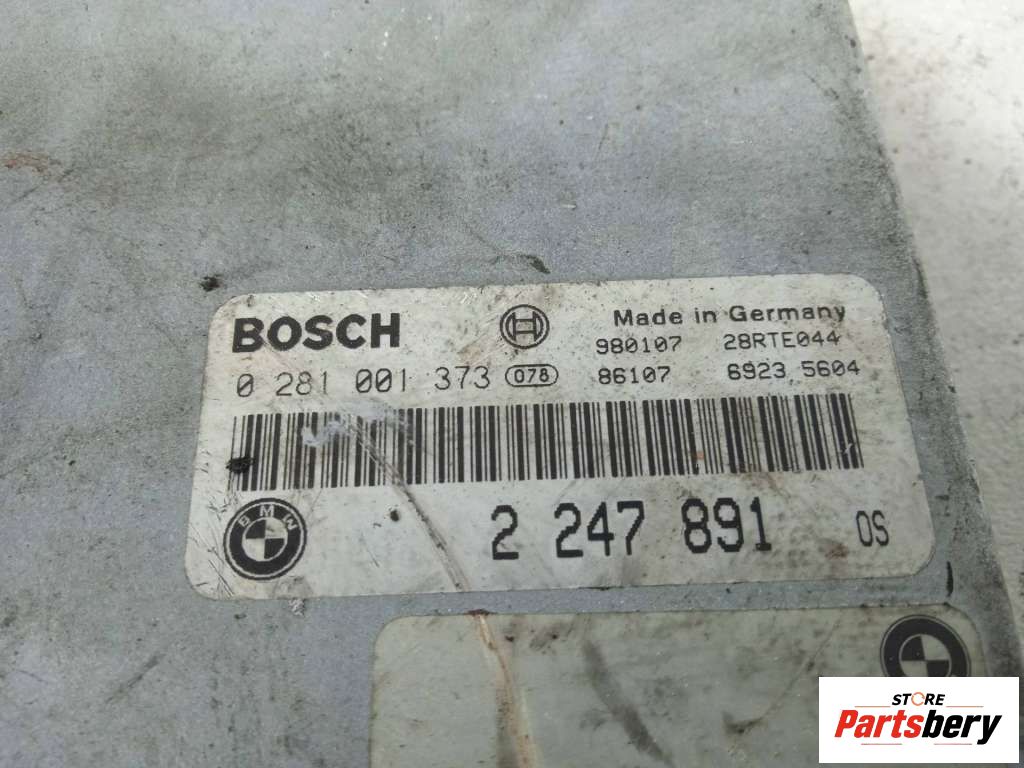 BOSCH
Made in Germany
980107 28RTE044
0 281 001 373 078 86107 6923 5604
BMW
2 247 891 OS
STORE
Partsbery